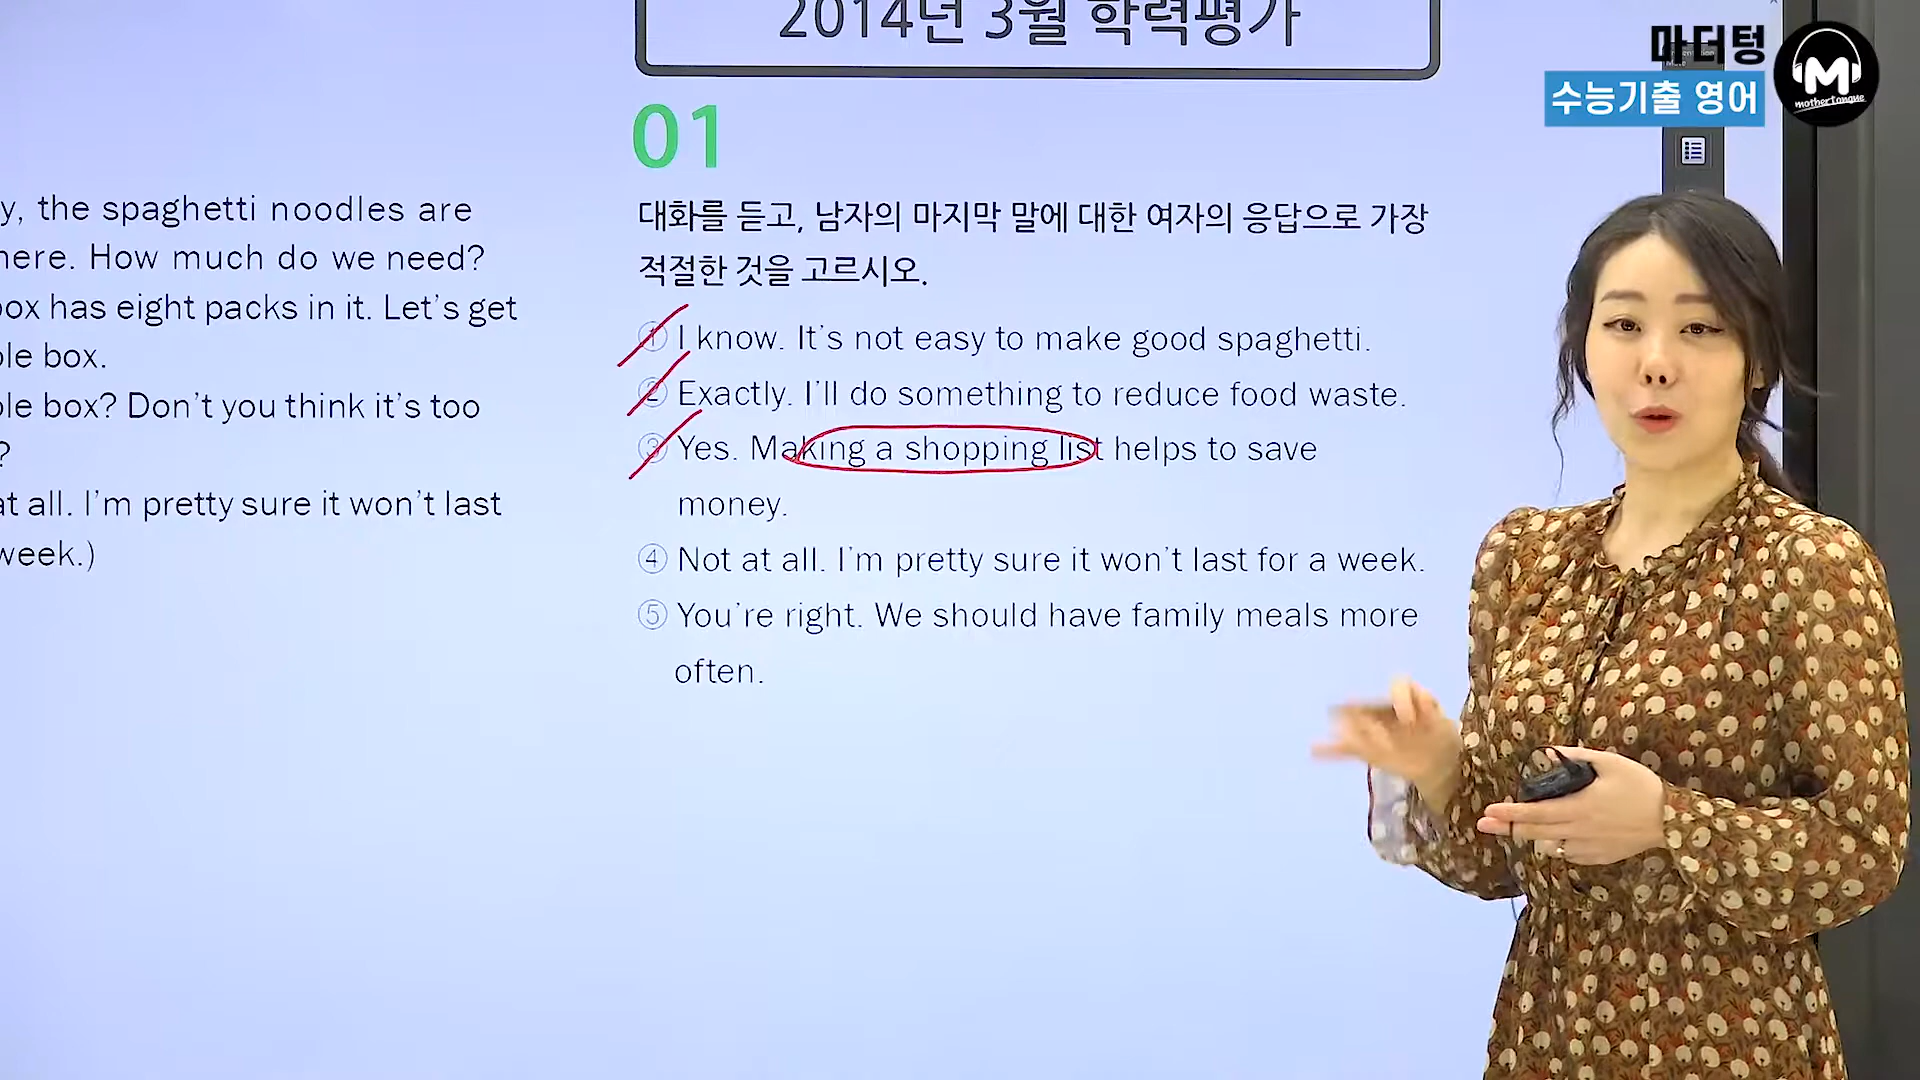 2014년 3월 학력평가
마더텅
수능기출 영어
M
mothertongue
01
y, the spaghetti noodles are
here. How much do we need?
box has eight packs in it. Let's get
ole box.
ole box? Don't you think it's too
?
at all. I'm pretty sure it won't last
week.)
대화를 듣고, 남자의 마지막 말에 대한 여자의 응답으로 가장
적절한 것을 고르시오.
① I know. It's not easy to make good spaghetti.
② Exactly. I'll do something to reduce food waste.
③ Yes. Making a shopping list helps to save
money.
④ Not at all. I'm pretty sure it won't last for a week.
⑤ You're right. We should have family meals more
often.